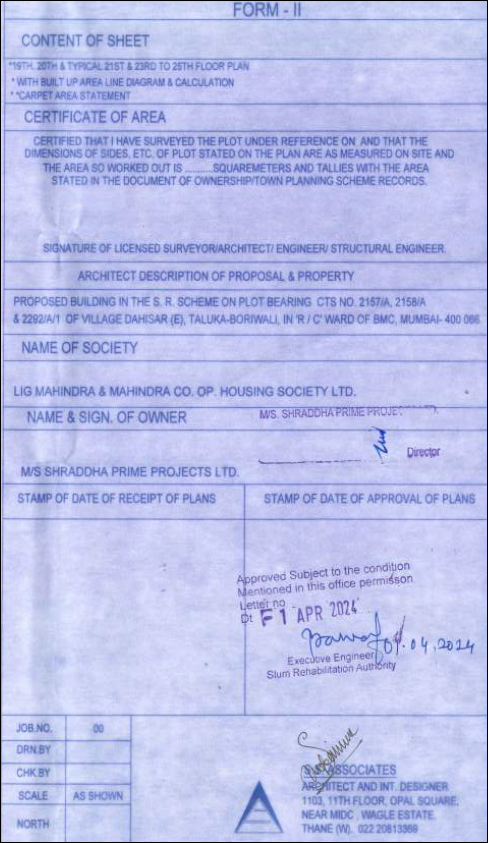 FORM - II
CONTENT OF SHEET
*19TH. 20TH & TYPICAL 21ST & 23RD TO 25TH FLOOR PLAN
* WITH BUILT UP AREA LINE DIAGRAM & CALCULATION
* *CARPET AREA STATEMENT
CERTIFICATE OF AREA
CERTIFIED THAT I HAVE SURVEYED THE PLOT UNDER REFERENCE ON AND THAT THE
DIMENSIONS OF SIDES, ETC. OF PLOT STATED ON THE PLAN ARE AS MEASURED ON SITE AND
THE AREA SO WORKED OUT IS ..........SQUAREMETERS AND TALLIES WITH THE AREA
STATED IN THE DOCUMENT OF OWNERSHIP/TOWN PLANNING SCHEME RECORDS.
SIGNATURE OF LICENSED SURVEYOR/ARCHITECT/ ENGINEER/ STRUCTURAL ENGINEER.
ARCHITECT DESCRIPTION OF PROPOSAL & PROPERTY
PROPOSED BUILDING IN THE S. R. SCHEME ON PLOT BEARING CTS NO. 2157/A, 2158/A
& 2292/A/1 OF VILLAGE DAHISAR (E), TALUKA-BORIWALI, IN 'R / C' WARD OF BMC, MUMBAI- 400 066
NAME OF SOCIETY
LIG MAHINDRA & MAHINDRA CO. OP. HOUSING SOCIETY LTD.
NAME & SIGN. OF OWNER
M/S. SHRADDHA PRIME
Director
M/S SHRADDHA PRIME PROJECTS LTD.
STAMP OF DATE OF RECEIPT OF PLANS
STAMP OF DATE OF APPROVAL OF PLANS
Approved Subject to the condition
Mentioned in this office permisson
Letter no
Dt F 1 APR 2024
04.2024
Executive Engineer
Slum Rehabilitation Authority
JOB.NO. 00
DRN.BY
CHK.BY
SCALE AS SHOWN
NORTH
ASSOCIATES
ARCHITECT AND INT. DESIGNER
1103, 11TH FLOOR, OPAL SQUARE,
NEAR MIDC , WAGLE ESTATE.
THANE (W). 022 20813369